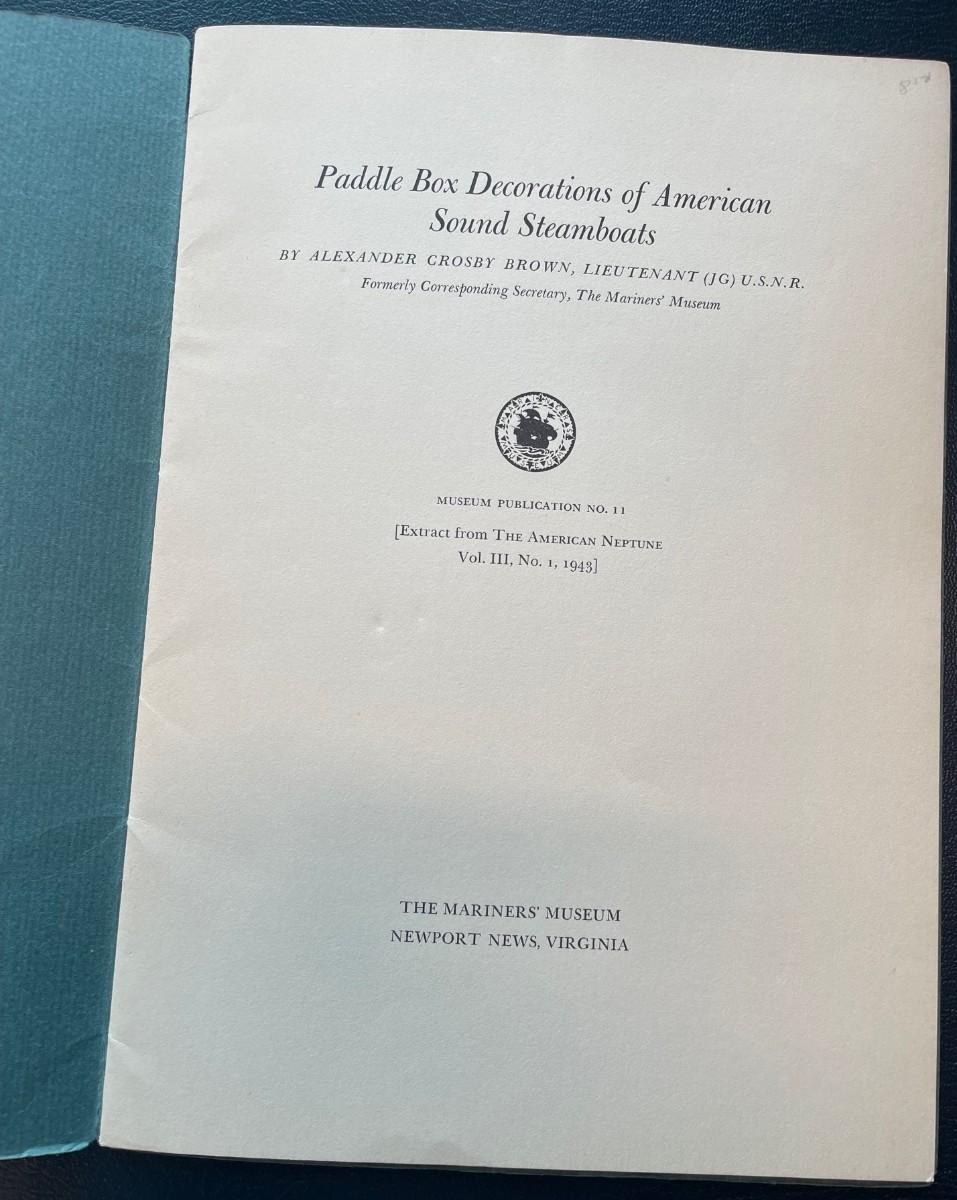 Paddle Box Decorations of American
Sound Steamboats
BY ALEXANDER CROSBY BROWN, LIEUTENANT (JG) U.S.N.R.
Formerly Corresponding Secretary, The Mariners' Museum
MARINERS MUSEUM
MUSEUM PUBLICATION NO. 11
[Extract from THE AMERICAN NEPTUNE
Vol. III, No. 1, 1943]
THE MARINERS' MUSEUM
NEWPORT NEWS, VIRGINIA